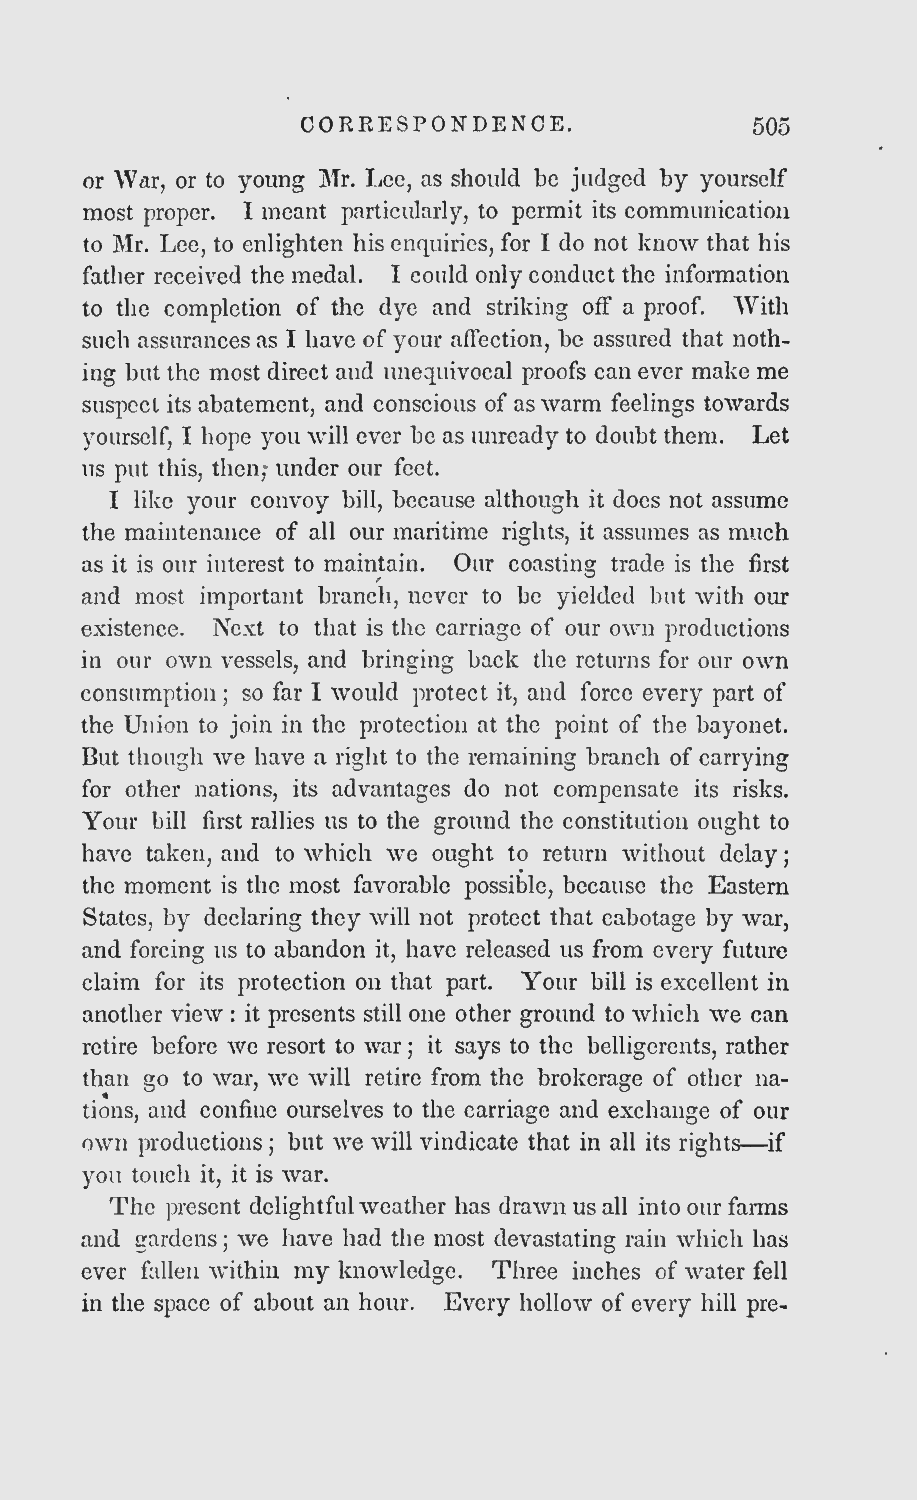 CORRESPONDENCE. 505
or War, or to young Mr. Lee, as should be judged by yourself
most proper. I meant particularly, to permit its communication
to Mr. Lee, to enlighten his enquiries, for I do not know that his
father received the medal. I could only conduct the information
to the completion of the dye and striking off a proof. With
such assurances as I have of your affection, be assured that noth-
ing but the most direct and unequivocal proofs can ever make me
suspect its abatement, and conscious of as warm feelings towards
yourself, I hope you will ever be as unready to doubt them. Let
us put this, then, under our feet.
I like your convoy bill, because although it does not assume
the maintenance of all our maritime rights, it assumes as much
as it is our interest to maintain. Our coasting trade is the first
and most important branch, never to be yielded but with our
existence. Next to that is the carriage of our own productions
in our own vessels, and bringing back the returns for our own
consumption; so far I would protect it, and force every part of
the Union to join in the protection at the point of the bayonet.
But though we have a right to the remaining branch of carrying
for other nations, its advantages do not compensate its risks.
Your bill first rallies us to the ground the constitution ought to
have taken, and to which we ought to return without delay;
the moment is the most favorable possible, because the Eastern
States, by declaring they will not protect that cabotage by war,
and forcing us to abandon it, have released us from every future
claim for its protection on that part. Your bill is excellent in
another view: it presents still one other ground to which we can
retire before we resort to war; it says to the belligerents, rather
than go to war, we will retire from the brokerage of other na-
tions, and confine ourselves to the carriage and exchange of our
own productions; but we will vindicate that in all its rights—if
you touch it, it is war.
The present delightful weather has drawn us all into our farms
and gardens; we have had the most devastating rain which has
ever fallen within my knowledge. Three inches of water fell
in the space of about an hour. Every hollow of every hill pre-